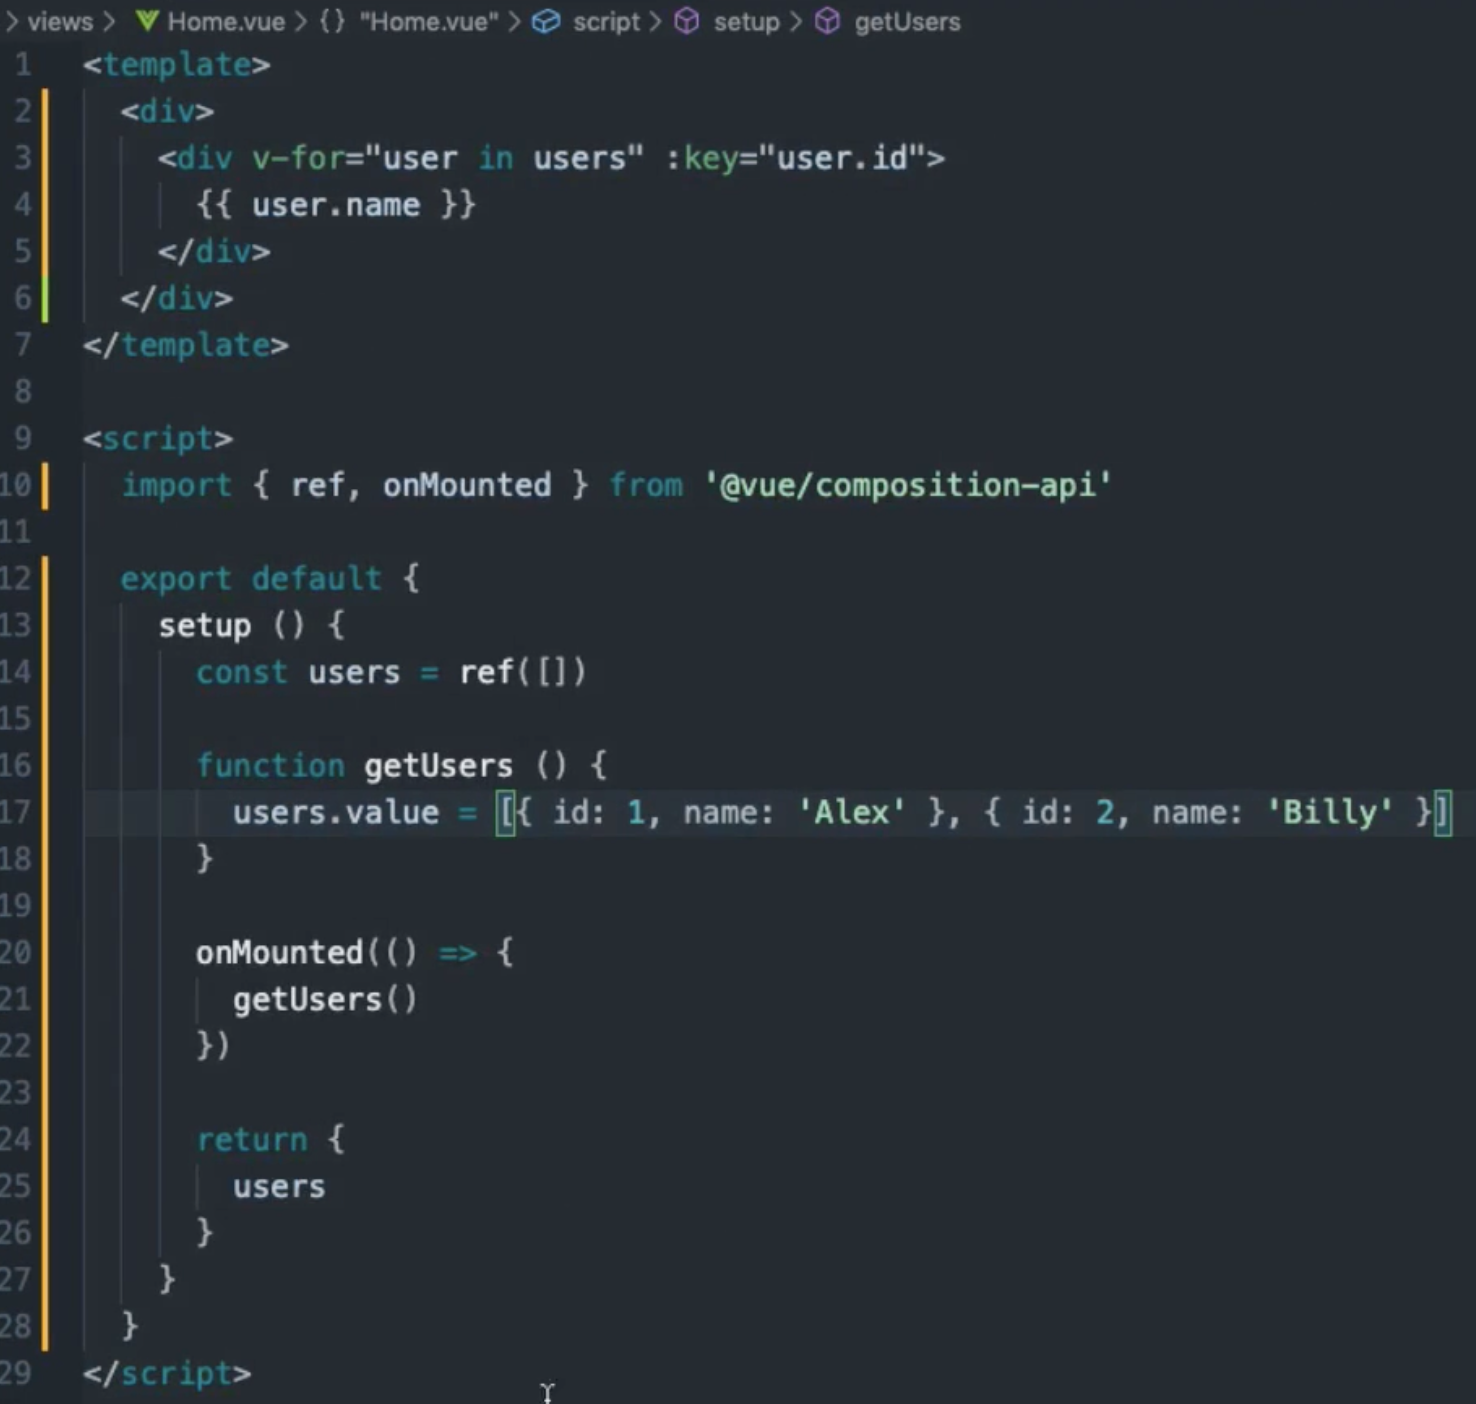 > views > Home.vue > {} "Home.vue" > script > setup > getUsers
1 <template>
2 <div>
3 <div v-for="user in users" :key="user.id">
4 {{ user.name }}
5 </div>
6 </div>
7 </template>
8
9 <script>
10 import { ref, onMounted } from '@vue/composition-api'
11
12 export default {
13 setup () {
14 const users = ref([])
15
16 function getUsers () {
17 users.value = [{ id: 1, name: 'Alex' }, { id: 2, name: 'Billy' }]
18 }
19
20 onMounted(() => {
21 getUsers()
22 })
23
24 return {
25 users
26 }
27 }
28 }
29 </script>